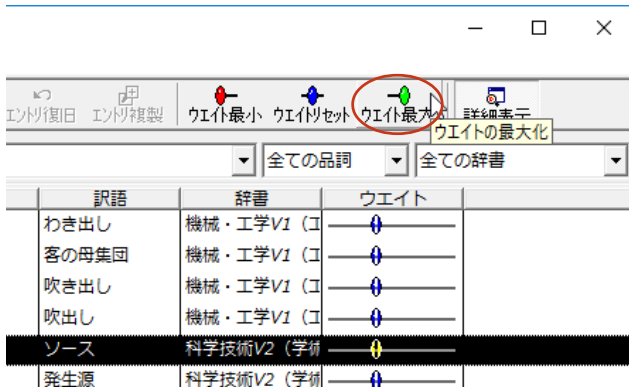 エントリ復旧 エントリ複製 ウエイト最小 ウエイトリセット ウエイト最大 詳細表示
ウエイトの最大化
全ての品詞 全ての辞書
訳語 辞書 ウエイト
わき出し 機械・工学V1（工
客の母集団 機械・工学V1（工
吹き出し 機械・工学V1（工
吹出し 機械・工学V1（工
ソース 科学技術V2（学術
発生源 科学技術V2（学術